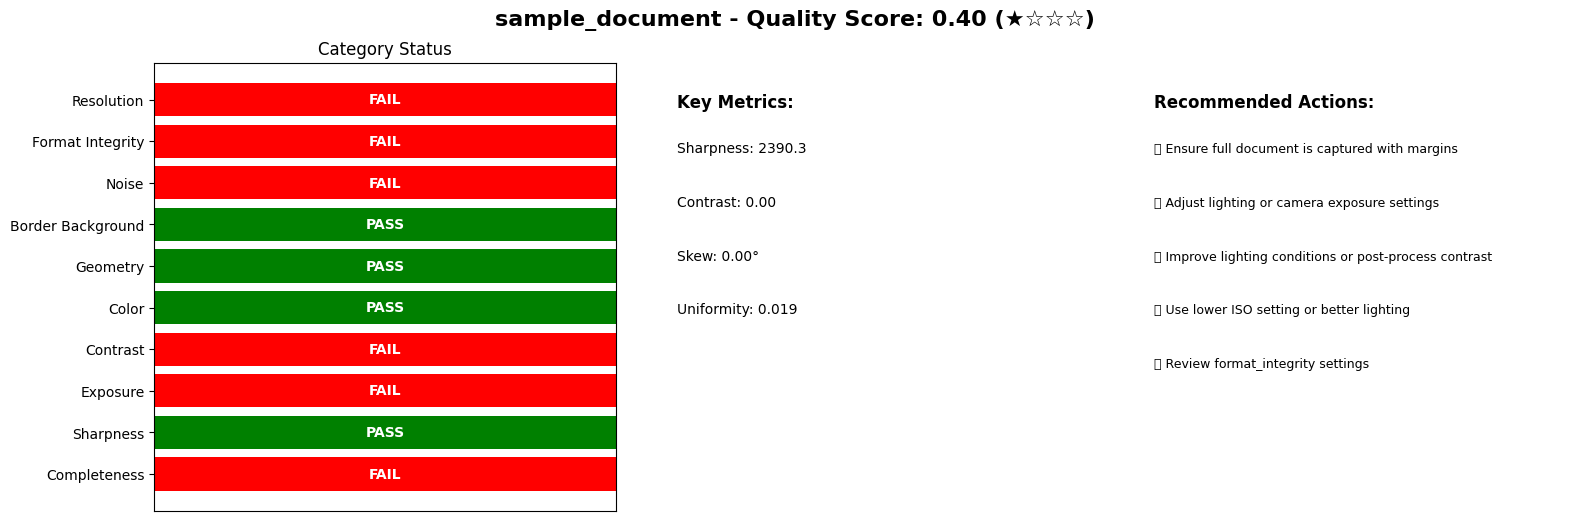 sample_document - Quality Score: 0.40 (★☆☆☆☆)
Category Status
Resolution FAIL
Format Integrity FAIL
Noise FAIL
Border Background PASS
Geometry PASS
Color PASS
Contrast FAIL
Exposure FAIL
Sharpness PASS
Completeness FAIL
Key Metrics:
Sharpness: 2390.3
Contrast: 0.00
Skew: 0.00°
Uniformity: 0.019
Recommended Actions:
Ensure full document is captured with margins
Adjust lighting or camera exposure settings
Improve lighting conditions or post-process contrast
Use lower ISO setting or better lighting
Review format_integrity settings